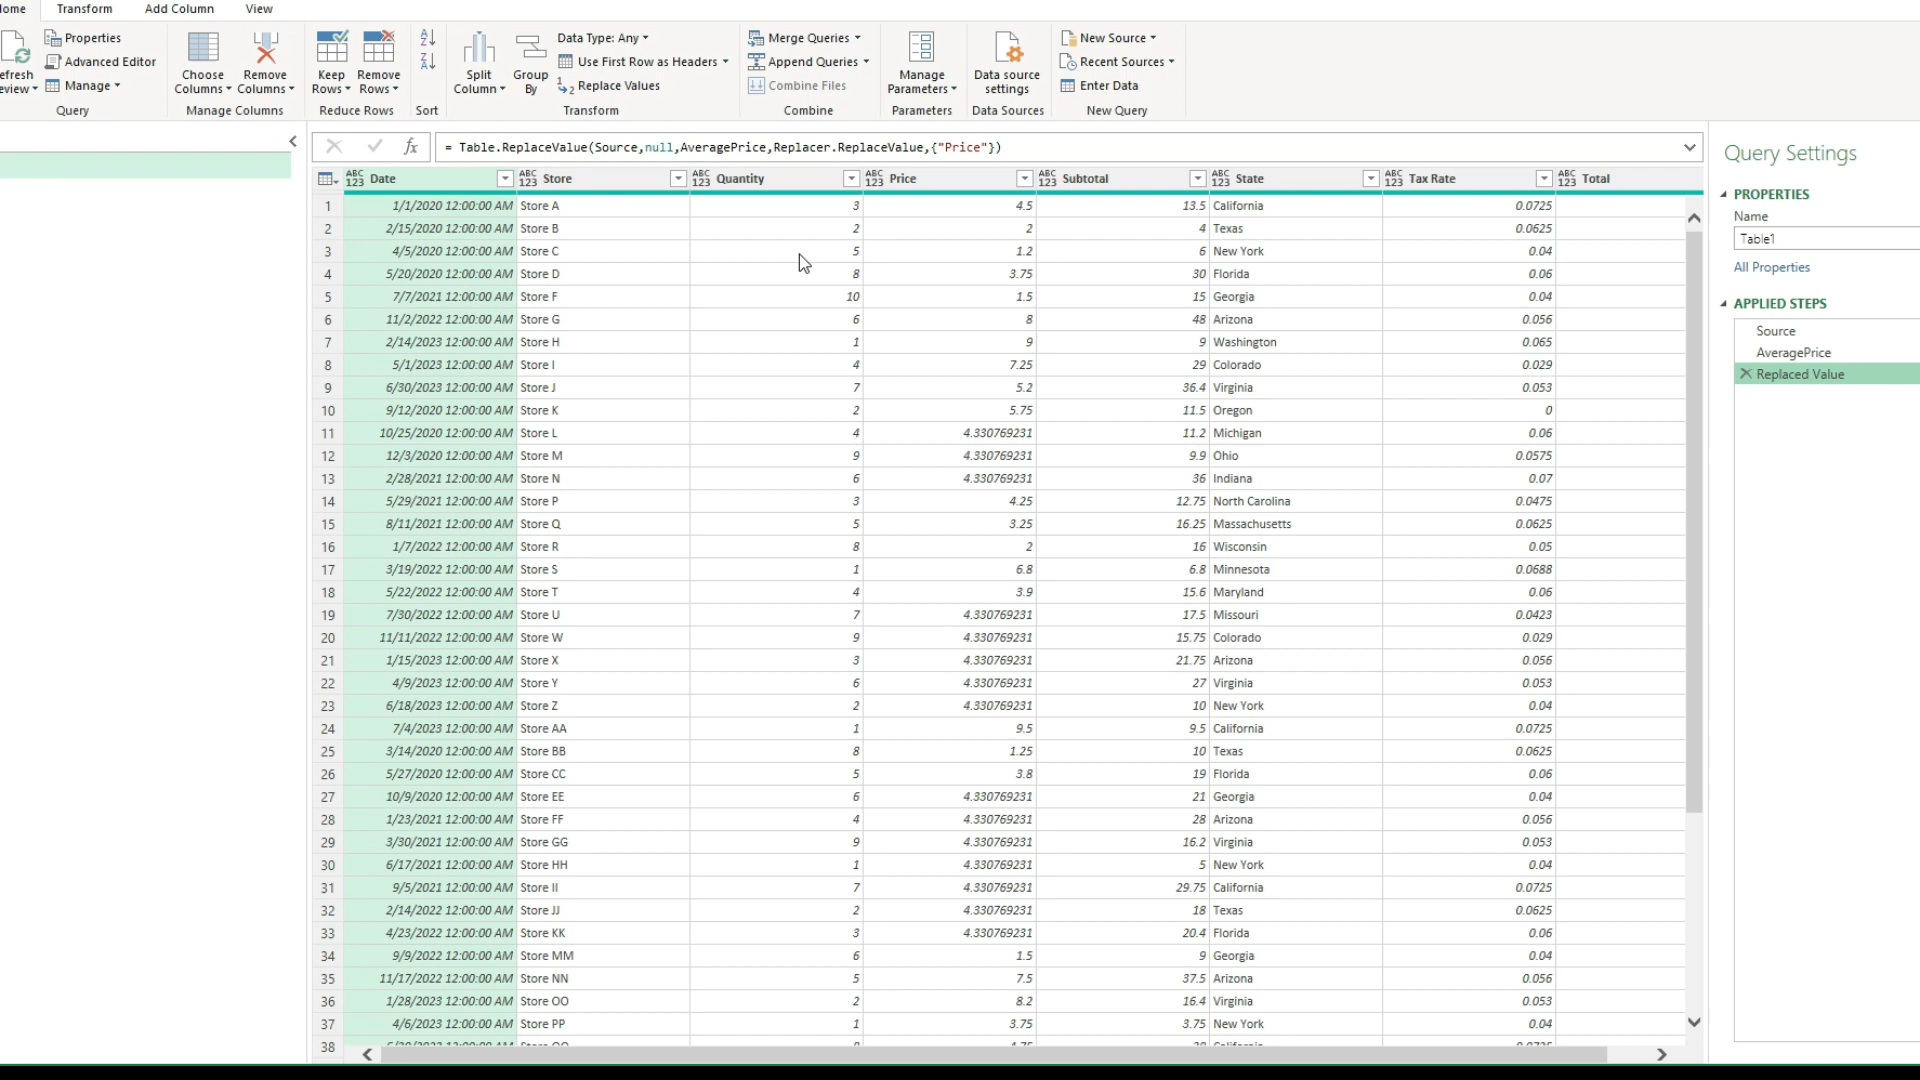 Home Transform Add Column View
Refresh Preview
Properties
Advanced Editor
Manage
Query
Choose Columns
Remove Columns
Manage Columns
Keep Rows
Remove Rows
Reduce Rows
Sort
Split Column
Group By
Data Type: Any
Use First Row as Headers
Replace Values
Transform
Merge Queries
Append Queries
Combine Files
Combine
Manage Parameters
Parameters
Data source settings
Data Sources
New Source
Recent Sources
Enter Data
New Query
fx = Table.ReplaceValue(Source,null,AveragePrice,Replacer.ReplaceValue,{"Price"})
ABC 123 Date ABC 123 Store ABC 123 Quantity ABC 123 Price ABC 123 Subtotal ABC 123 State ABC 123 Tax Rate ABC 123 Total
1 1/1/2020 12:00:00 AM Store A 3 4.5 13.5 California 0.0725
2 2/15/2020 12:00:00 AM Store B 2 2 4 Texas 0.0625
3 4/5/2020 12:00:00 AM Store C 5 1.2 6 New York 0.04
4 5/20/2020 12:00:00 AM Store D 8 3.75 30 Florida 0.06
5 7/7/2021 12:00:00 AM Store F 10 1.5 15 Georgia 0.04
6 11/2/2022 12:00:00 AM Store G 6 8 48 Arizona 0.056
7 2/14/2023 12:00:00 AM Store H 1 9 9 Washington 0.065
8 5/1/2023 12:00:00 AM Store I 4 7.25 29 Colorado 0.029
9 6/30/2023 12:00:00 AM Store J 7 5.2 36.4 Virginia 0.053
10 9/12/2020 12:00:00 AM Store K 2 5.75 11.5 Oregon 0
11 10/25/2020 12:00:00 AM Store L 4 4.330769231 11.2 Michigan 0.06
12 12/3/2020 12:00:00 AM Store M 9 4.330769231 9.9 Ohio 0.0575
13 2/28/2021 12:00:00 AM Store N 6 4.330769231 36 Indiana 0.07
14 5/29/2021 12:00:00 AM Store P 3 4.25 12.75 North Carolina 0.0475
15 8/11/2021 12:00:00 AM Store Q 5 3.25 16.25 Massachusetts 0.0625
16 1/7/2022 12:00:00 AM Store R 8 2 16 Wisconsin 0.05
17 3/19/2022 12:00:00 AM Store S 1 6.8 6.8 Minnesota 0.0688
18 5/22/2022 12:00:00 AM Store T 4 3.9 15.6 Maryland 0.06
19 7/30/2022 12:00:00 AM Store U 7 4.330769231 17.5 Missouri 0.0423
20 11/11/2022 12:00:00 AM Store W 9 4.330769231 15.75 Colorado 0.029
21 1/15/2023 12:00:00 AM Store X 3 4.330769231 21.75 Arizona 0.056
22 4/9/2023 12:00:00 AM Store Y 6 4.330769231 27 Virginia 0.053
23 6/18/2023 12:00:00 AM Store Z 2 4.330769231 10 New York 0.04
24 7/4/2023 12:00:00 AM Store AA 1 9.5 9.5 California 0.0725
25 3/14/2020 12:00:00 AM Store BB 8 1.25 10 Texas 0.0625
26 5/27/2020 12:00:00 AM Store CC 5 3.8 19 Florida 0.06
27 10/9/2020 12:00:00 AM Store EE 6 4.330769231 21 Georgia 0.04
28 1/23/2021 12:00:00 AM Store FF 4 4.330769231 28 Arizona 0.056
29 3/30/2021 12:00:00 AM Store GG 9 4.330769231 16.2 Virginia 0.053
30 6/17/2021 12:00:00 AM Store HH 1 4.330769231 5 New York 0.04
31 9/5/2021 12:00:00 AM Store II 7 4.330769231 29.75 California 0.0725
32 2/14/2022 12:00:00 AM Store JJ 2 4.330769231 18 Texas 0.0625
33 4/23/2022 12:00:00 AM Store KK 3 4.330769231 20.4 Florida 0.06
34 9/9/2022 12:00:00 AM Store MM 6 1.5 9 Georgia 0.04
35 11/17/2022 12:00:00 AM Store NN 5 7.5 37.5 Arizona 0.056
36 1/28/2023 12:00:00 AM Store OO 2 8.2 16.4 Virginia 0.053
37 4/6/2023 12:00:00 AM Store PP 1 3.75 3.75 New York 0.04
38
Query Settings
PROPERTIES
Name
Table1
All Properties
APPLIED STEPS
Source
AveragePrice
Replaced Value